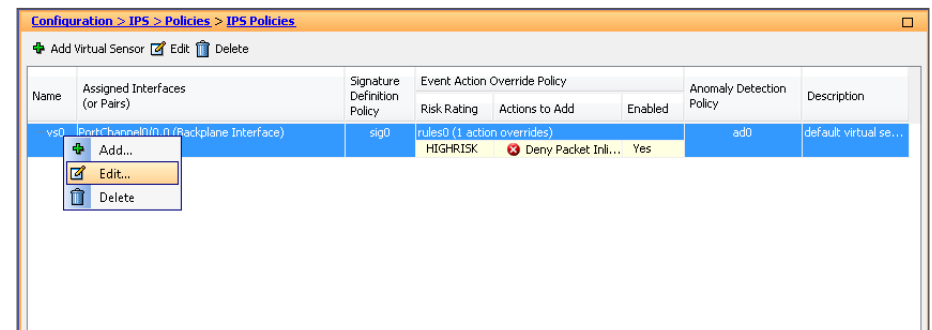 Configuration > IPS > Policies > IPS Policies
Add Virtual Sensor Edit Delete
Name
Assigned Interfaces
(or Pairs)
Signature
Definition
Policy
Event Action Override Policy
Risk Rating Actions to Add Enabled
Anomaly Detection
Policy
Description
vs0 PortChannel0/0.0 (Backplane Interface) sig0 rules0 (1 action overrides) ad0 default virtual se...
HIGHRISK Deny Packet Inli... Yes
Add...
Edit...
Delete